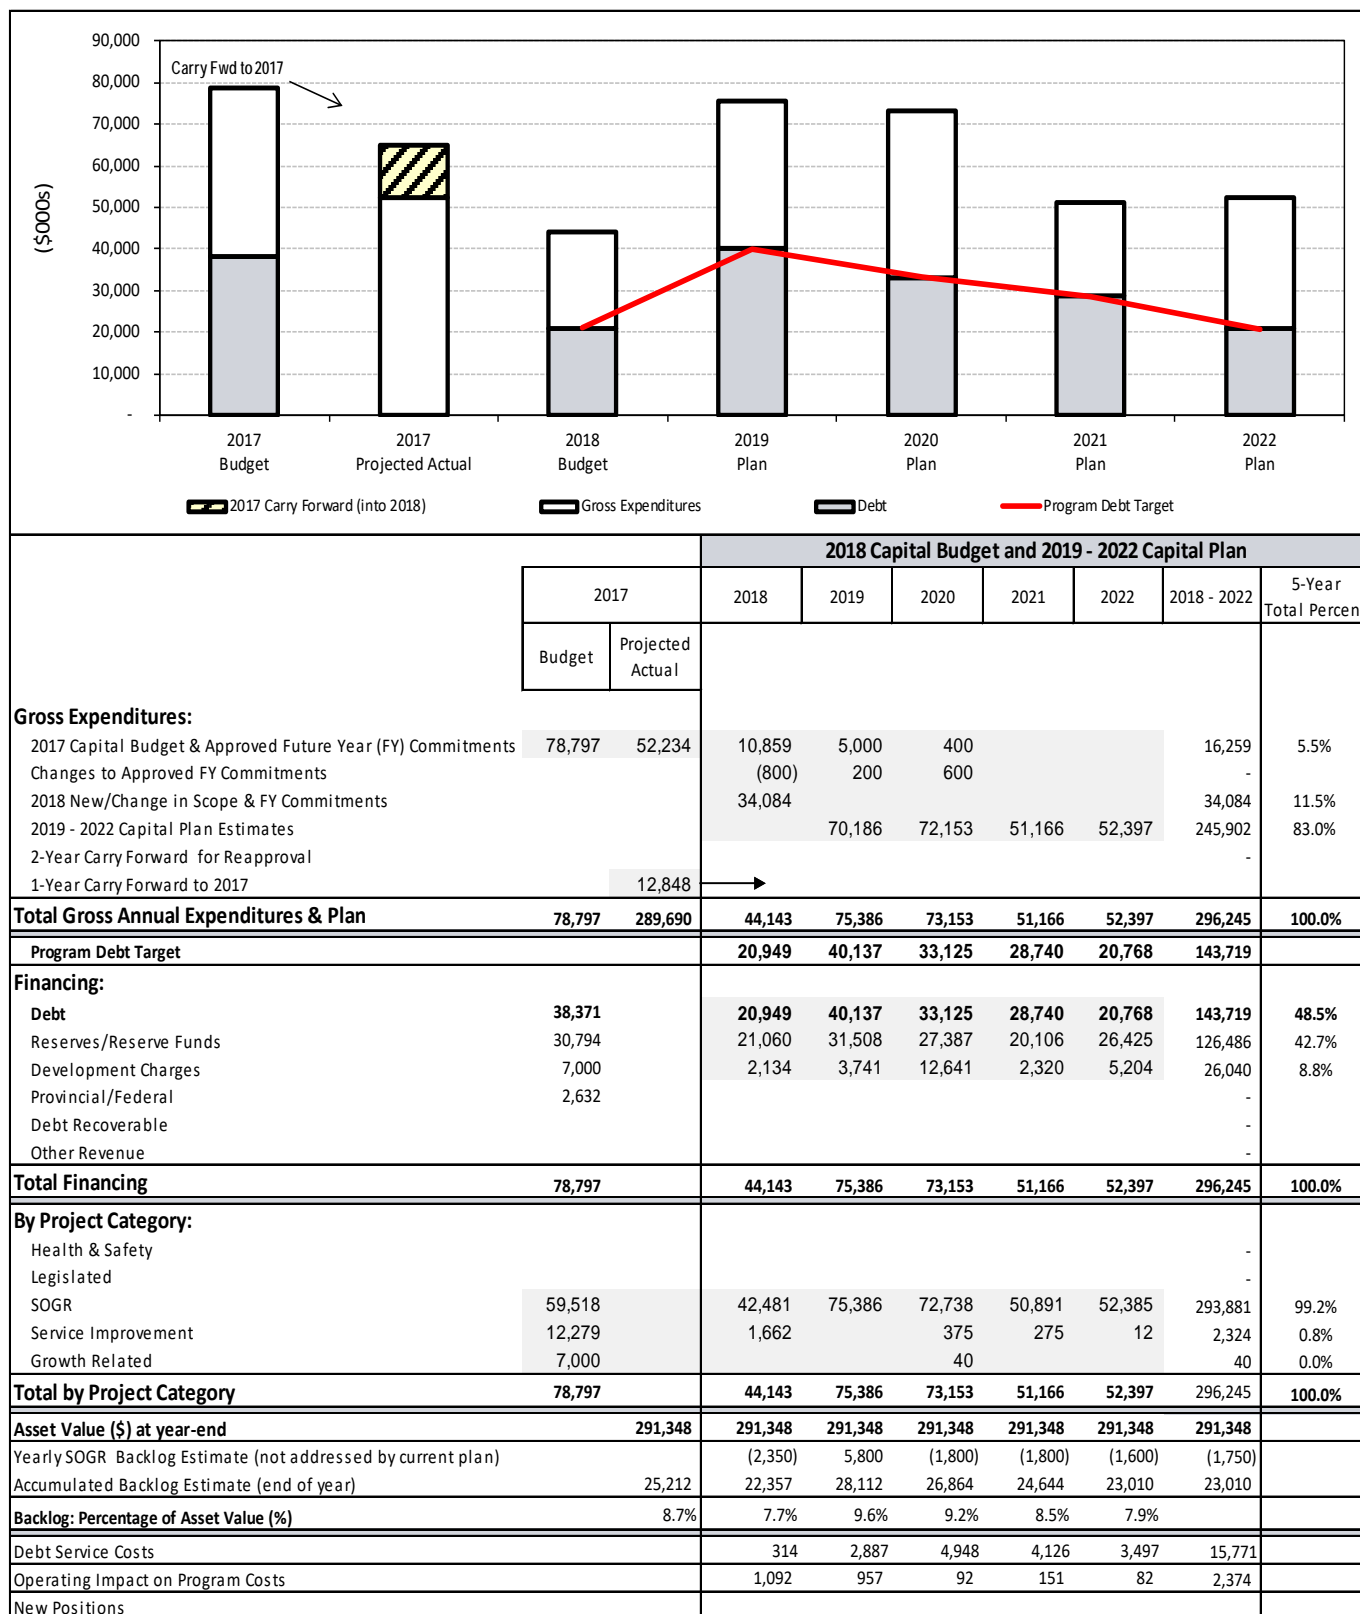 90,000
80,000
70,000
60,000
50,000
40,000
30,000
20,000
10,000
-
($000s)
Carry Fwd to 2017
2017 Budget
2017 Projected Actual
2018 Budget
2019 Plan
2020 Plan
2021 Plan
2022 Plan
2017 Carry Forward (into 2018) Gross Expenditures Debt Program Debt Target
2018 Capital Budget and 2019 - 2022 Capital Plan
2017 2018 2019 2020 2021 2022 2018 - 2022 5-Year Total Percen
Budget Projected Actual
Gross Expenditures:
2017 Capital Budget & Approved Future Year (FY) Commitments 78,797 52,234 10,859 5,000 400 16,259 5.5%
Changes to Approved FY Commitments (800) 200 600 -
2018 New/Change in Scope & FY Commitments 34,084 34,084 11.5%
2019 - 2022 Capital Plan Estimates 70,186 72,153 51,166 52,397 245,902 83.0%
2-Year Carry Forward for Reapproval -
1-Year Carry Forward to 2017 12,848
Total Gross Annual Expenditures & Plan 78,797 289,690 44,143 75,386 73,153 51,166 52,397 296,245 100.0%
Program Debt Target 20,949 40,137 33,125 28,740 20,768 143,719
Financing:
Debt 38,371 20,949 40,137 33,125 28,740 20,768 143,719 48.5%
Reserves/Reserve Funds 30,794 21,060 31,508 27,387 20,106 26,425 126,486 42.7%
Development Charges 7,000 2,134 3,741 12,641 2,320 5,204 26,040 8.8%
Provincial/Federal 2,632 -
Debt Recoverable -
Other Revenue -
Total Financing 78,797 44,143 75,386 73,153 51,166 52,397 296,245 100.0%
By Project Category:
Health & Safety -
Legislated -
SOGR 59,518 42,481 75,386 72,738 50,891 52,385 293,881 99.2%
Service Improvement 12,279 1,662 375 275 12 2,324 0.8%
Growth Related 7,000 40 40 0.0%
Total by Project Category 78,797 44,143 75,386 73,153 51,166 52,397 296,245 100.0%
Asset Value ($) at year-end 291,348 291,348 291,348 291,348 291,348 291,348 291,348
Yearly SOGR Backlog Estimate (not addressed by current plan) (2,350) 5,800 (1,800) (1,800) (1,600) (1,750)
Accumulated Backlog Estimate (end of year) 25,212 22,357 28,112 26,864 24,644 23,010 23,010
Backlog: Percentage of Asset Value (%) 8.7% 7.7% 9.6% 9.2% 8.5% 7.9%
Debt Service Costs 314 2,887 4,948 4,126 3,497 15,771
Operating Impact on Program Costs 1,092 957 92 151 82 2,374
New Positions